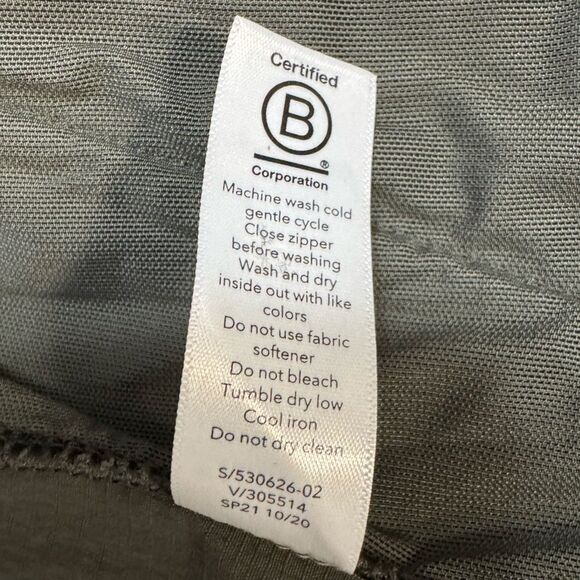 Certified
B
®
Corporation
Machine wash cold
gentle cycle
Close zipper
before washing
Wash and dry
inside out with like
colors
Do not use fabric
softener
Do not bleach
Tumble dry low
Cool iron
Do not dry clean
S/530626-02
V/305514
SP21 10/20